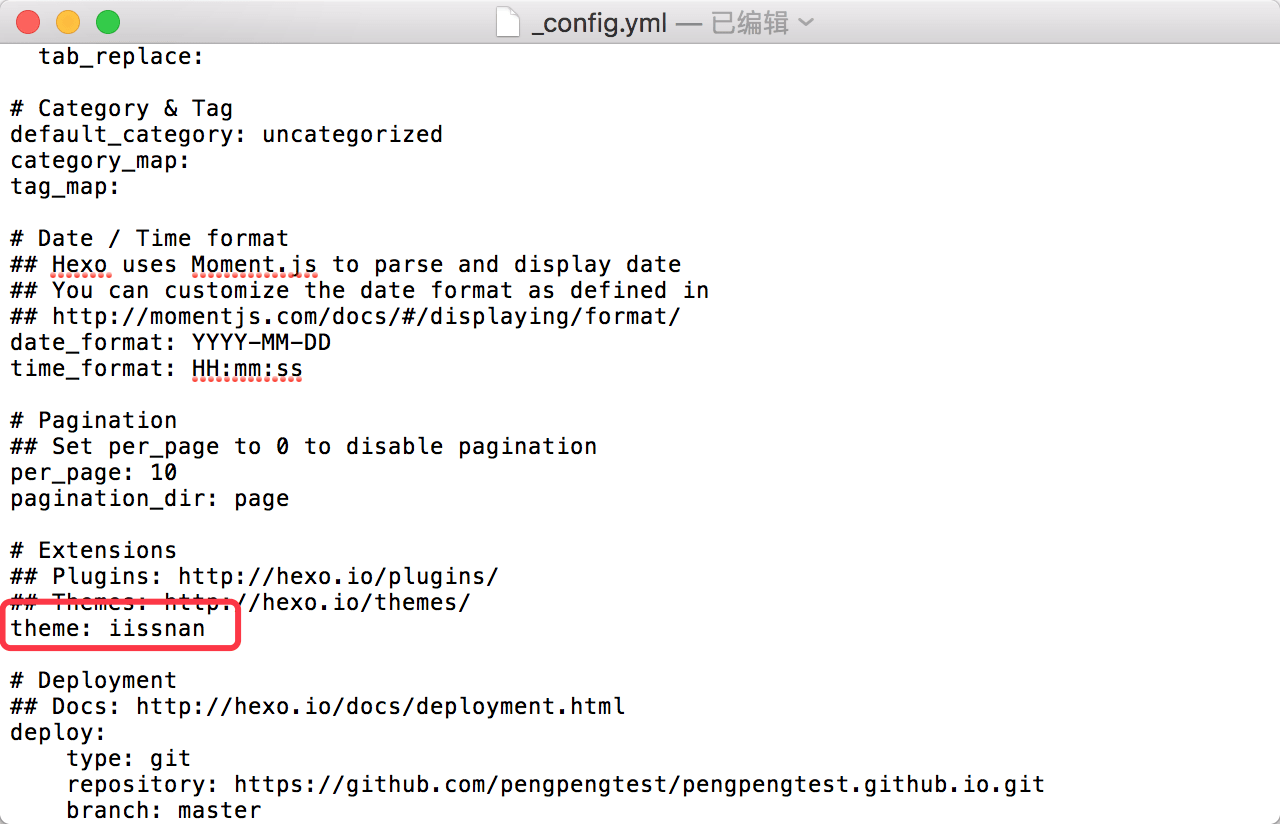 _config.yml — 已编辑
tab_replace:
# Category & Tag
default_category: uncategorized
category_map:
tag_map:
# Date / Time format
## Hexo uses Moment.js to parse and display date
## You can customize the date format as defined in
## http://momentjs.com/docs/#/displaying/format/
date_format: YYYY-MM-DD
time_format: HH:mm:ss
# Pagination
## Set per_page to 0 to disable pagination
per_page: 10
pagination_dir: page
# Extensions
## Plugins: http://hexo.io/plugins/
## Themes: http://hexo.io/themes/
theme: iissnan
# Deployment
## Docs: http://hexo.io/docs/deployment.html
deploy:
type: git
repository: https://github.com/pengpengtest/pengpengtest.github.io.git
branch: master